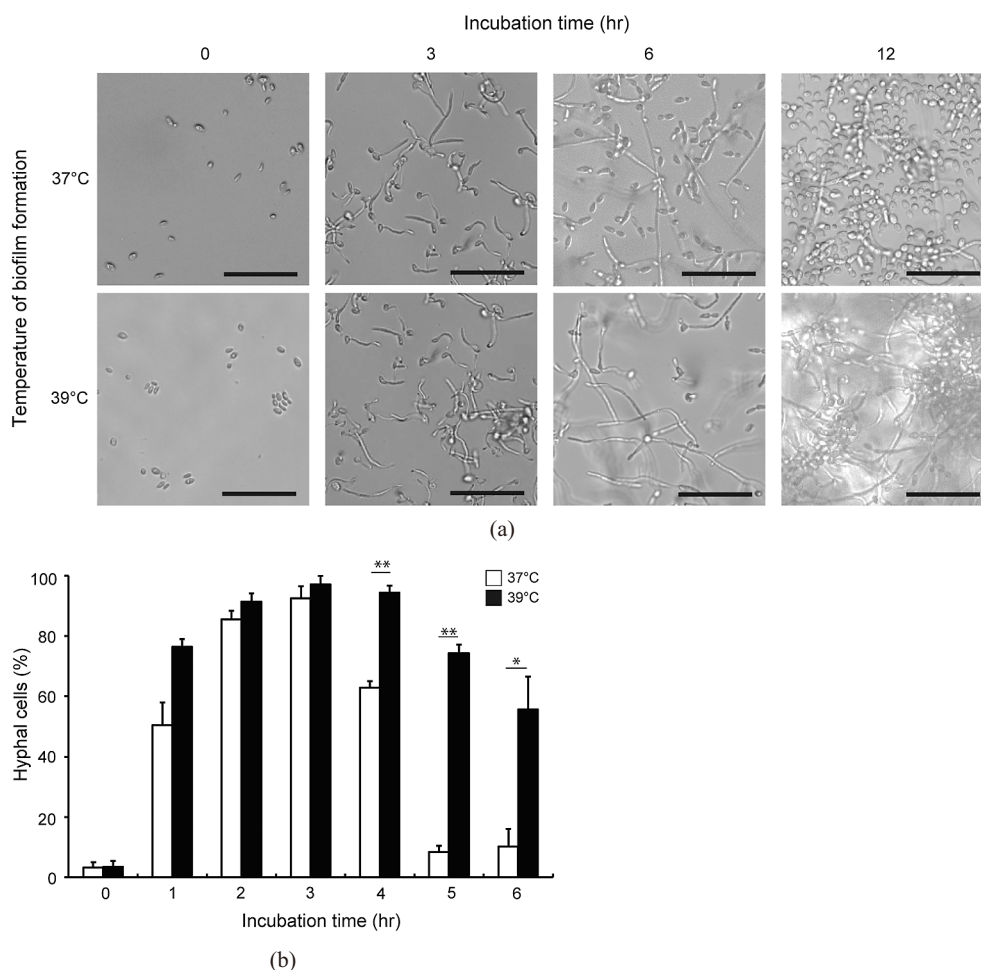 Incubation time (hr)
0 3 6 12
Temperature of biofilm formation
37°C
39°C
(a)
Hyphal cells (%)
100
80
60
40
20
0
** ** *
37°C
39°C
0 1 2 3 4 5 6
Incubation time (hr)
(b)